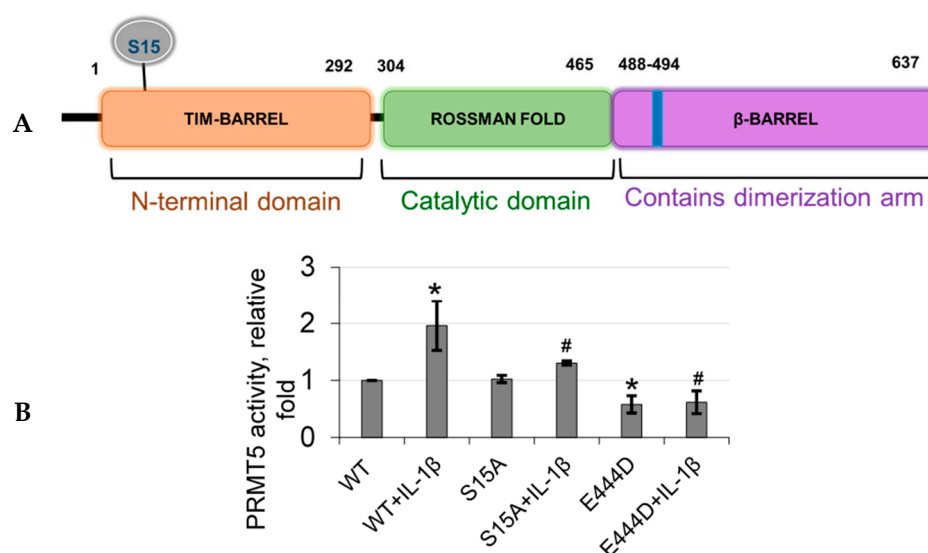 S15
1 292 304 465 488-494 637
A
TIM-BARREL ROSSMAN FOLD β-BARREL
N-terminal domain Catalytic domain Contains dimerization arm
B
PRMT5 activity, relative
fold
3
2
1
0
* # * #
WT WT+IL-1β S15A S15A+IL-1β E444D E444D+IL-1β